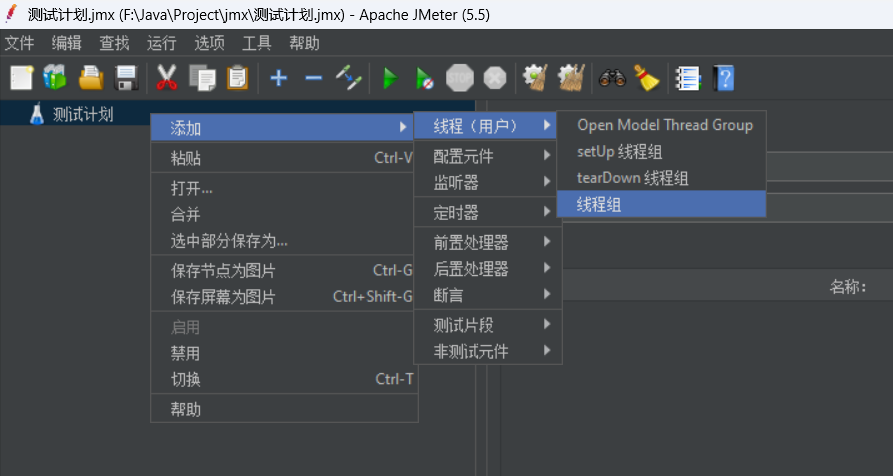 测试计划.jmx (F:\Java\Project\jmx\测试计划.jmx) - Apache JMeter (5.5)
文件 编辑 查找 运行 选项 工具 帮助
STOP
测试计划
添加
粘贴 Ctrl-V
打开...
合并
选中部分保存为...
保存节点为图片 Ctrl-G
保存屏幕为图片 Ctrl+Shift-G
启用
禁用
切换 Ctrl-T
帮助
线程（用户）
配置元件
监听器
定时器
前置处理器
后置处理器
断言
测试片段
非测试元件
Open Model Thread Group
setUp 线程组
tearDown 线程组
线程组
名称: